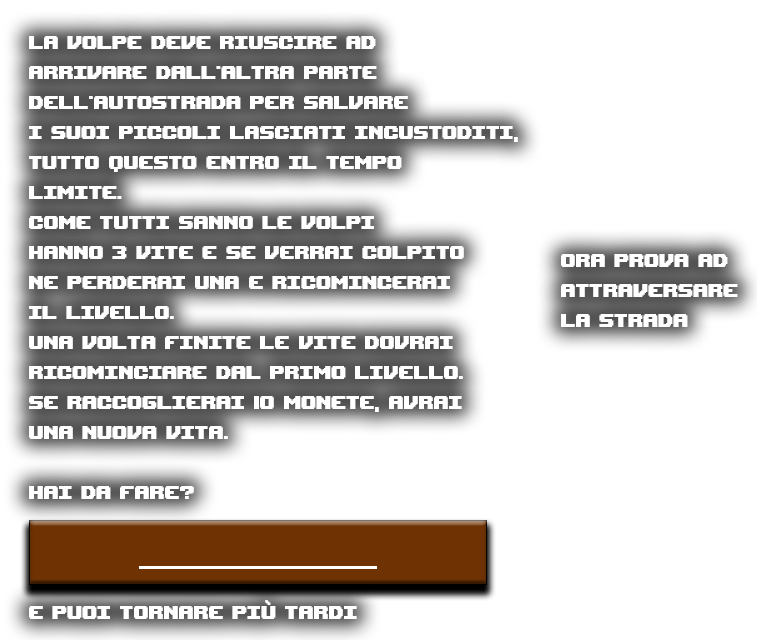 LA VOLPE DEVE RIUSCIRE AD
ARRIVARE DALL'ALTRA PARTE
DELL'AUTOSTRADA PER SALVARE
I SUOI PICCOLI LASCIATI INCUSTODITI,
TUTTO QUESTO ENTRO IL TEMPO
LIMITE.
COME TUTTI SANNO LE VOLPI
HANNO 3 VITE E SE VERRAI COLPITO
NE PERDERAI UNA E RICOMINCERAI
IL LIVELLO.
UNA VOLTA FINITE LE VITE DOVRAI
RICOMINCIARE DAL PRIMO LIVELLO.
SE RACCOGLIERAI 10 MONETE, AVRAI
UNA NUOVA VITA.
HAI DA FARE?
E PUOI TORNARE PIÙ TARDI
ORA PROVA AD
ATTRAVERSARE
LA STRADA